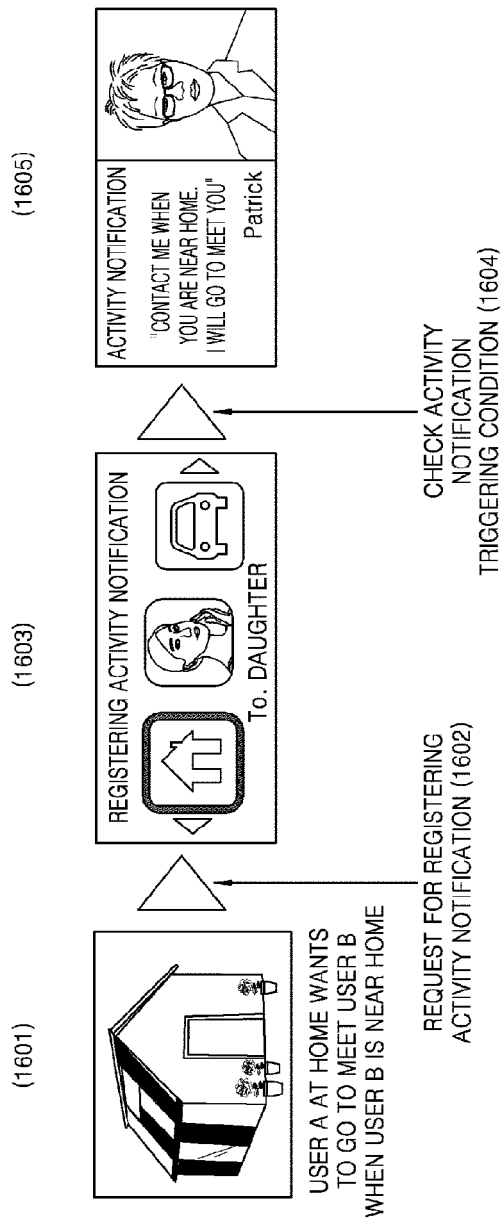 (1601)
USER A AT HOME WANTS
TO GO TO MEET USER B
WHEN USER B IS NEAR HOME
REQUEST FOR REGISTERING
ACTIVITY NOTIFICATION (1602)
(1603)
REGISTERING ACTIVITY NOTIFICATION
To. DAUGHTER
CHECK ACTIVITY
NOTIFICATION
TRIGGERING CONDITION (1604)
(1605)
ACTIVITY NOTIFICATION
"CONTACT ME WHEN
YOU ARE NEAR HOME.
I WILL GO TO MEET YOU"
Patrick